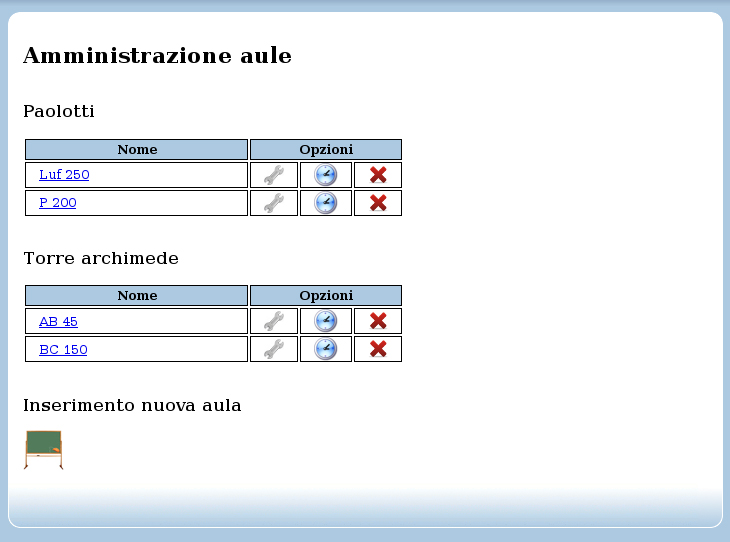 Amministrazione aule
Paolotti
Nome Opzioni
Luf 250
P 200
Torre archimede
Nome Opzioni
AB 45
BC 150
Inserimento nuova aula